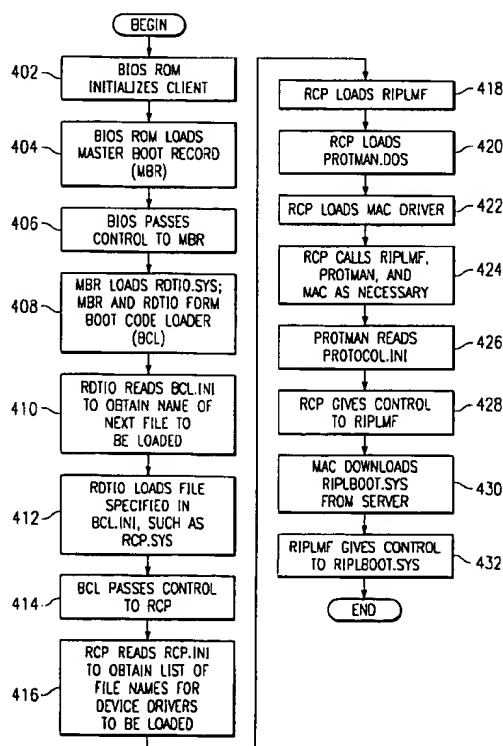 BEGIN
402
BIOS ROM
INITIALIZES CLIENT
404
BIOS ROM LOADS
MASTER BOOT RECORD
(MBR)
406
BIOS PASSES
CONTROL TO MBR
408
MBR LOADS RDTIO.SYS;
MBR AND RDTIO FORM
BOOT CODE LOADER
(BCL)
410
RDTIO READS BCL.INI
TO OBTAIN NAME OF
NEXT FILE TO
BE LOADED
412
RDTIO LOADS FILE
SPECIFIED IN
BCL.INI, SUCH AS
RCP.SYS
414
BCL PASSES CONTROL
TO RCP
416
RCP READS RCP.INI
TO OBTAIN LIST OF
FILE NAMES FOR
DEVICE DRIVERS
TO BE LOADED
RCP LOADS RIPLMF
418
RCP LOADS
PROTMAN.DOS
420
RCP LOADS MAC DRIVER
422
RCP CALLS RIPLMF,
PROTMAN, AND
MAC AS NECESSARY
424
PROTMAN READS
PROTOCOL.INI
426
RCP GIVES CONTROL
TO RIPLMF
428
MAC DOWNLOADS
RIPLBOOT.SYS
FROM SERVER
430
RIPLMF GIVES CONTROL
TO RIPLBOOT.SYS
432
END